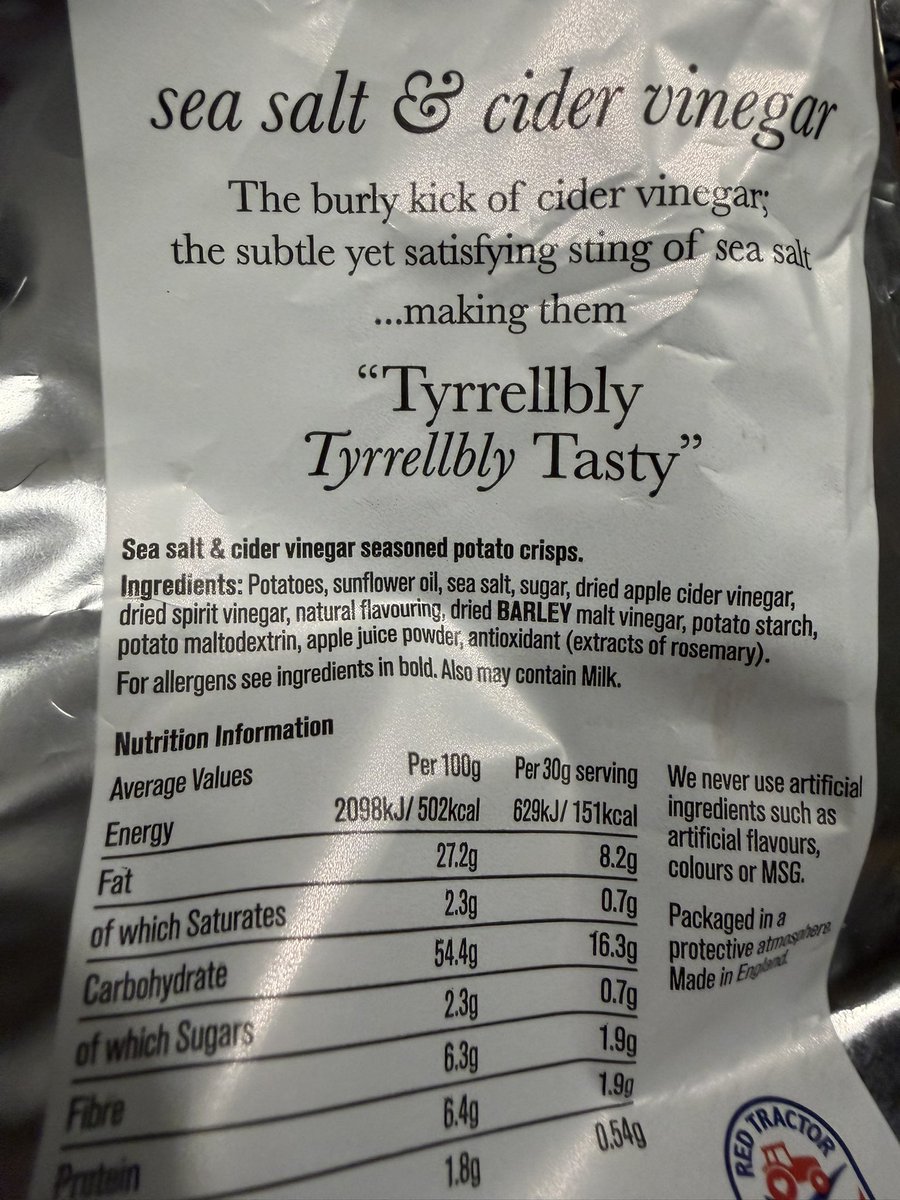 sea salt & cider vinegar
The burly kick of cider vinegar;
the subtle yet satisfying sting of sea salt
...making them
“Tyrrellbly
Tyrrellbly Tasty”
Sea salt & cider vinegar seasoned potato crisps.
Ingredients: Potatoes, sunflower oil, sea salt, sugar, dried apple cider vinegar,
dried spirit vinegar, natural flavouring, dried BARLEY malt vinegar, potato starch,
potato maltodextrin, apple juice powder, antioxidant (extracts of rosemary).
For allergens see ingredients in bold. Also may contain Milk.
Nutrition Information
Average Values Per 100g Per 30g serving
Energy 2098kJ/ 502kcal 629kJ/ 151kcal
Fat 27.2g 8.2g
of which Saturates 2.3g 0.7g
Carbohydrate 54.4g 16.3g
of which Sugars 2.3g 0.7g
Fibre 6.3g 1.9g
Protein 6.4g 1.9g
1.8g 0.54g
We never use artificial
ingredients such as
artificial flavours,
colours or MSG.
Packaged in a
protective atmosphere.
Made in England.
RED TRACTOR